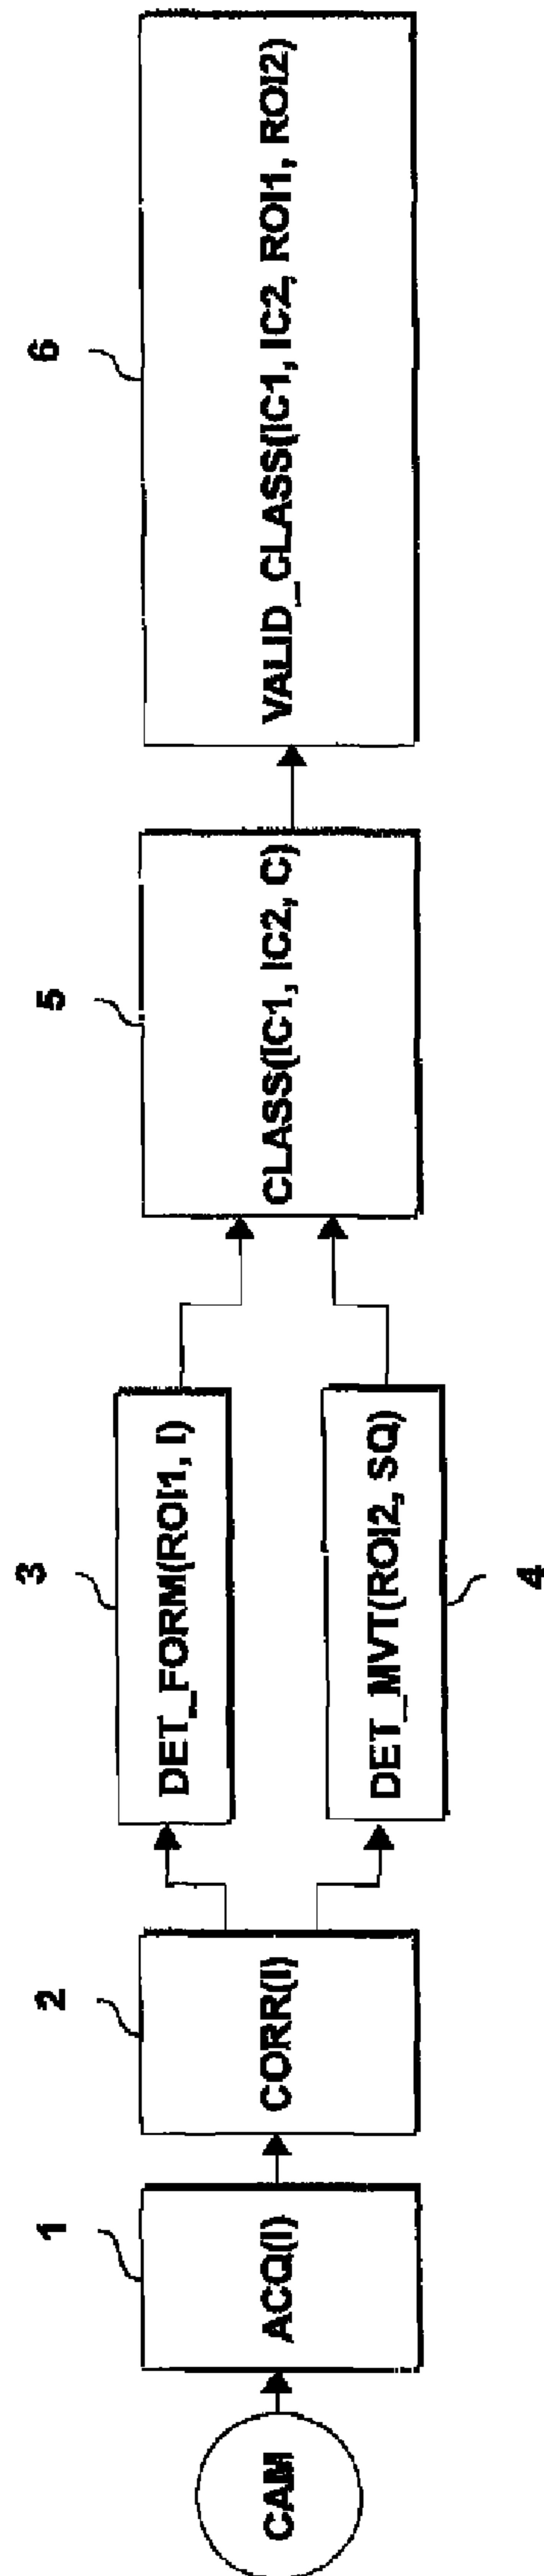 CAM
1
ACQ(I)
2
CORR(I)
3
DET_FORM(ROI1, I)
DET_MVT(ROI2, SQ)
4
5
CLASS(IC1, IC2, C)
6
VALID_CLASS(IC1, IC2, ROI1, ROI2)